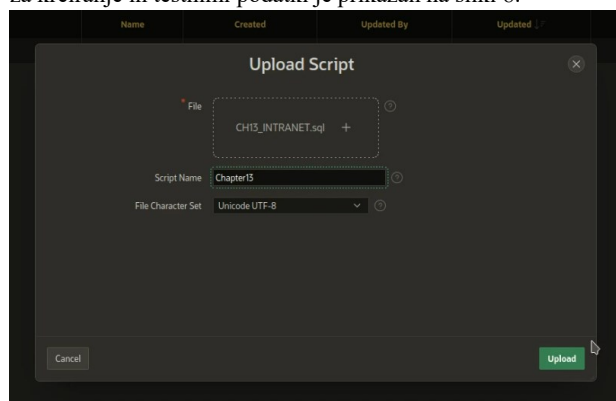 za kreiranje in testnimi podatki je prikazan na sliki 8.
Name Created Updated By Updated
Upload Script
* File
CH13_INTRANET.sql +
Script Name Chapter13
File Character Set Unicode UTF-8
Cancel Upload